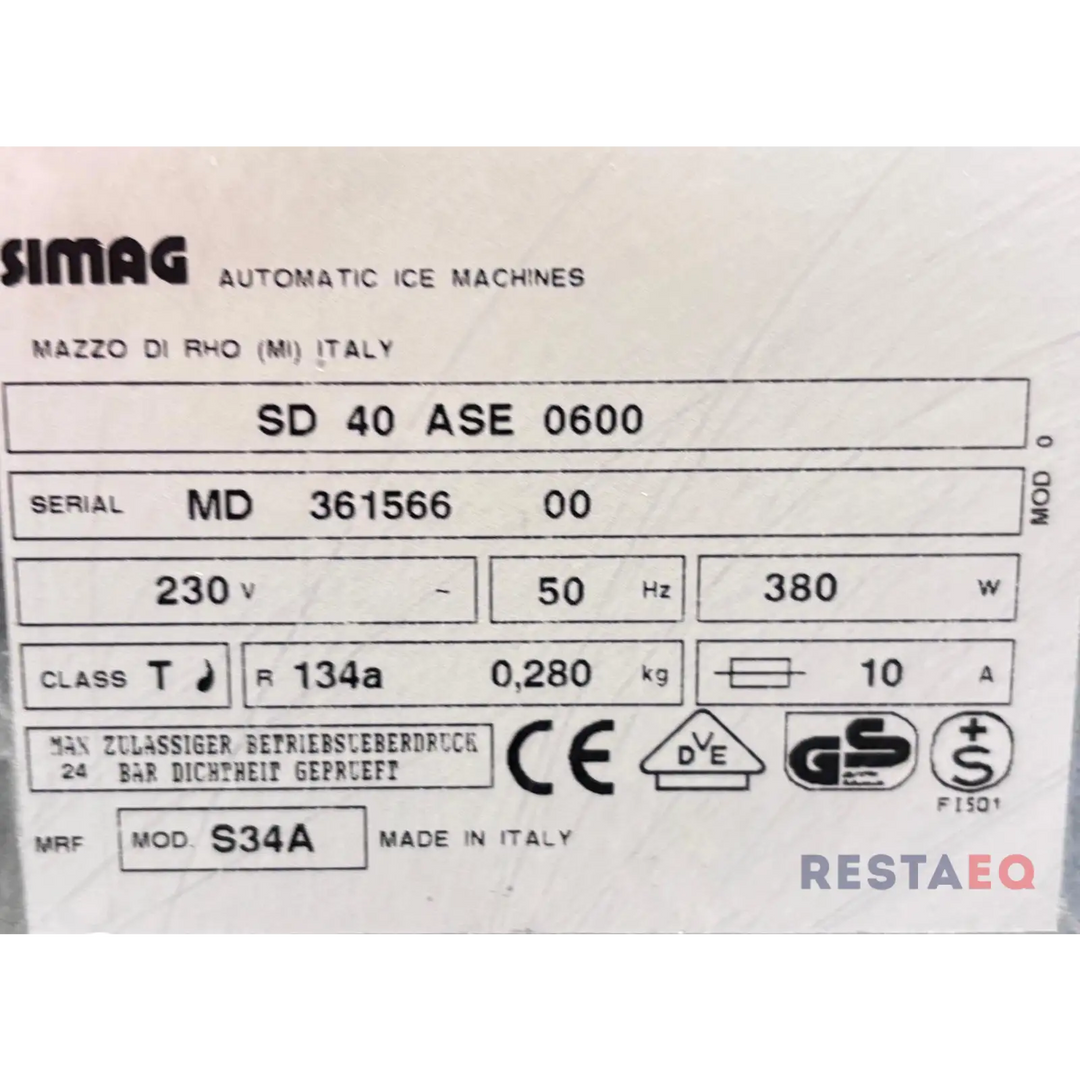 SIMAG AUTOMATIC ICE MACHINES
MAZZO DI RHO (MI) ITALY
SD 40 ASE 0600
SERIAL MD 361566 00
MOD 0
230 V ~ 50 Hz 380 W
CLASS T R 134a 0,280 kg 10 A
MAX ZULASSIGER BETRIEBSUEBERDRUCK
24 BAR DICHTHEIT GEPRUEFT
CE DVE GS +S
FI501
MRF MOD. S34A MADE IN ITALY
RESTAEQ